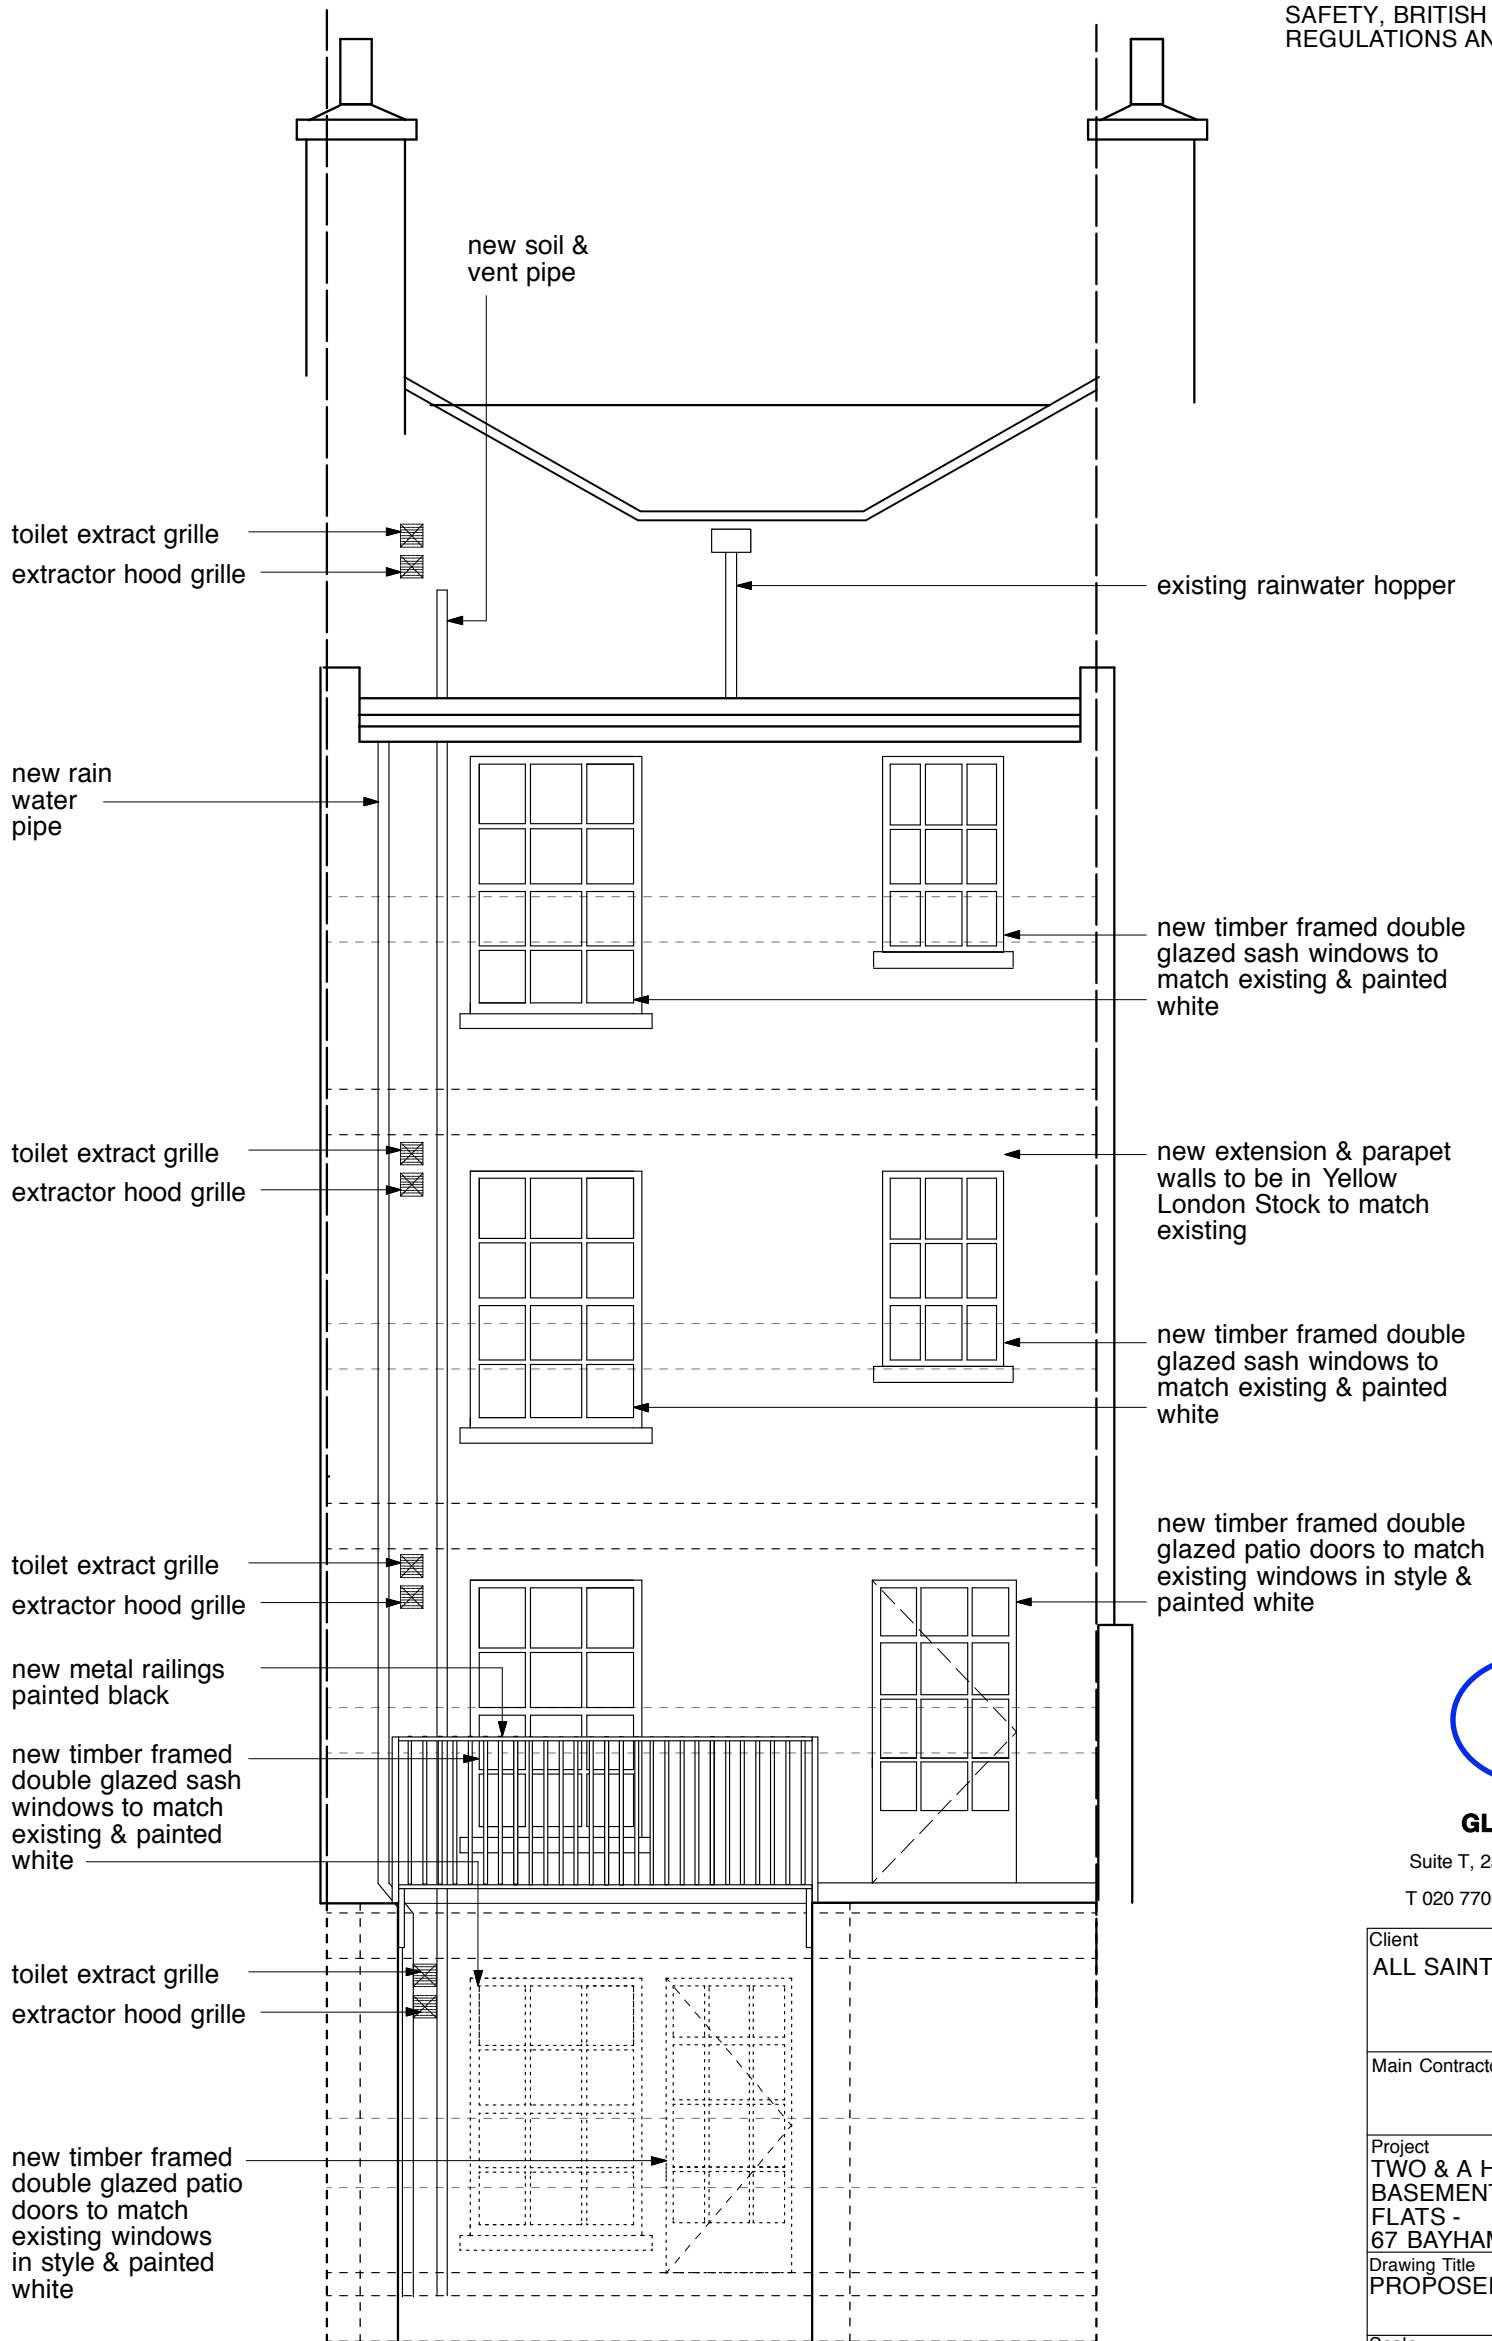 SAFETY, BRITISH
REGULATIONS AN
new soil &
vent pipe
toilet extract grille
extractor hood grille
existing rainwater hopper
new rain
water
pipe
new timber framed double
glazed sash windows to
match existing & painted
white
toilet extract grille
extractor hood grille
new extension & parapet
walls to be in Yellow
London Stock to match
existing
new timber framed double
glazed sash windows to
match existing & painted
white
new timber framed double
glazed patio doors to match
existing windows in style &
painted white
toilet extract grille
extractor hood grille
new metal railings
painted black
new timber framed
double glazed sash
windows to match
existing & painted
white
toilet extract grille
extractor hood grille
new timber framed
double glazed patio
doors to match
existing windows
in style & painted
white
GL
Suite T, 2
T 020 770
Client
ALL SAINT
Main Contracto
Project
TWO & A H
BASEMENT
FLATS -
67 BAYHAM
Drawing Title
PROPOSED
Scale